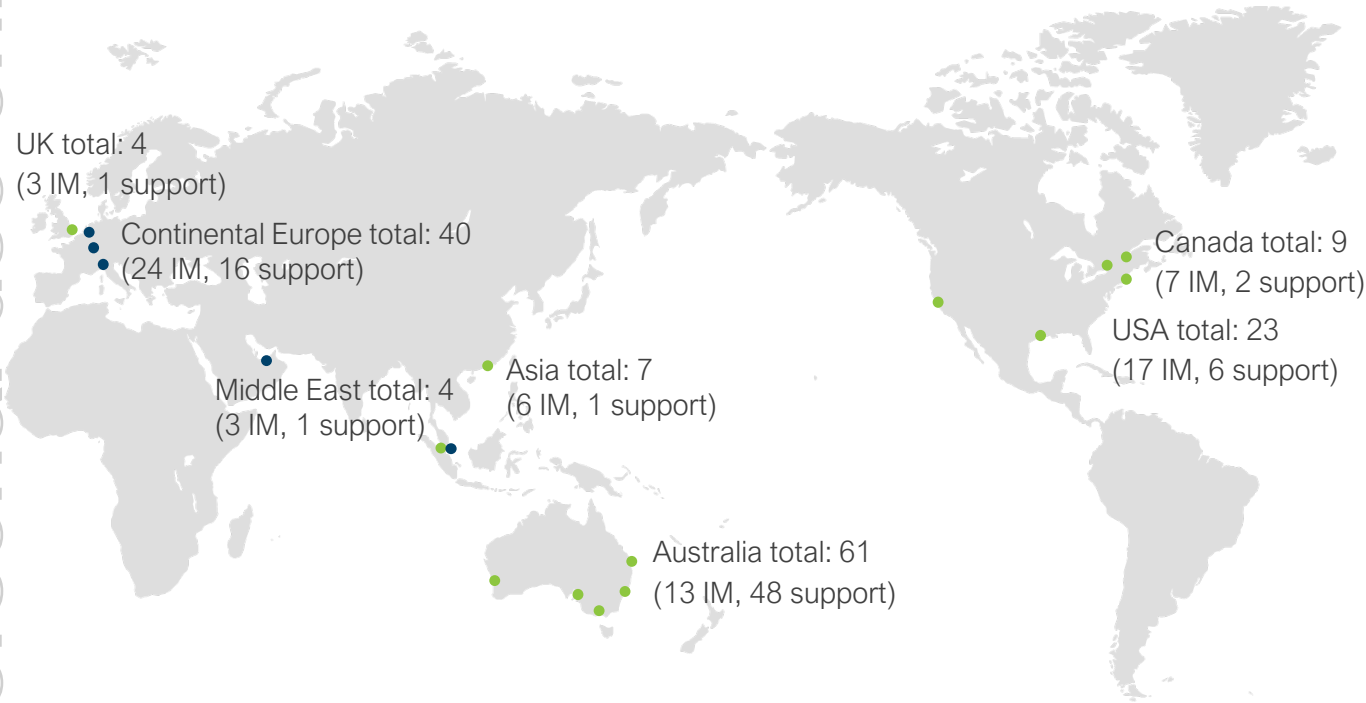 UK total: 4
(3 IM, 1 support)
Continental Europe total: 40
(24 IM, 16 support)
Middle East total: 4
(3 IM, 1 support)
Asia total: 7
(6 IM, 1 support)
Australia total: 61
(13 IM, 48 support)
Canada total: 9
(7 IM, 2 support)
USA total: 23
(17 IM, 6 support)